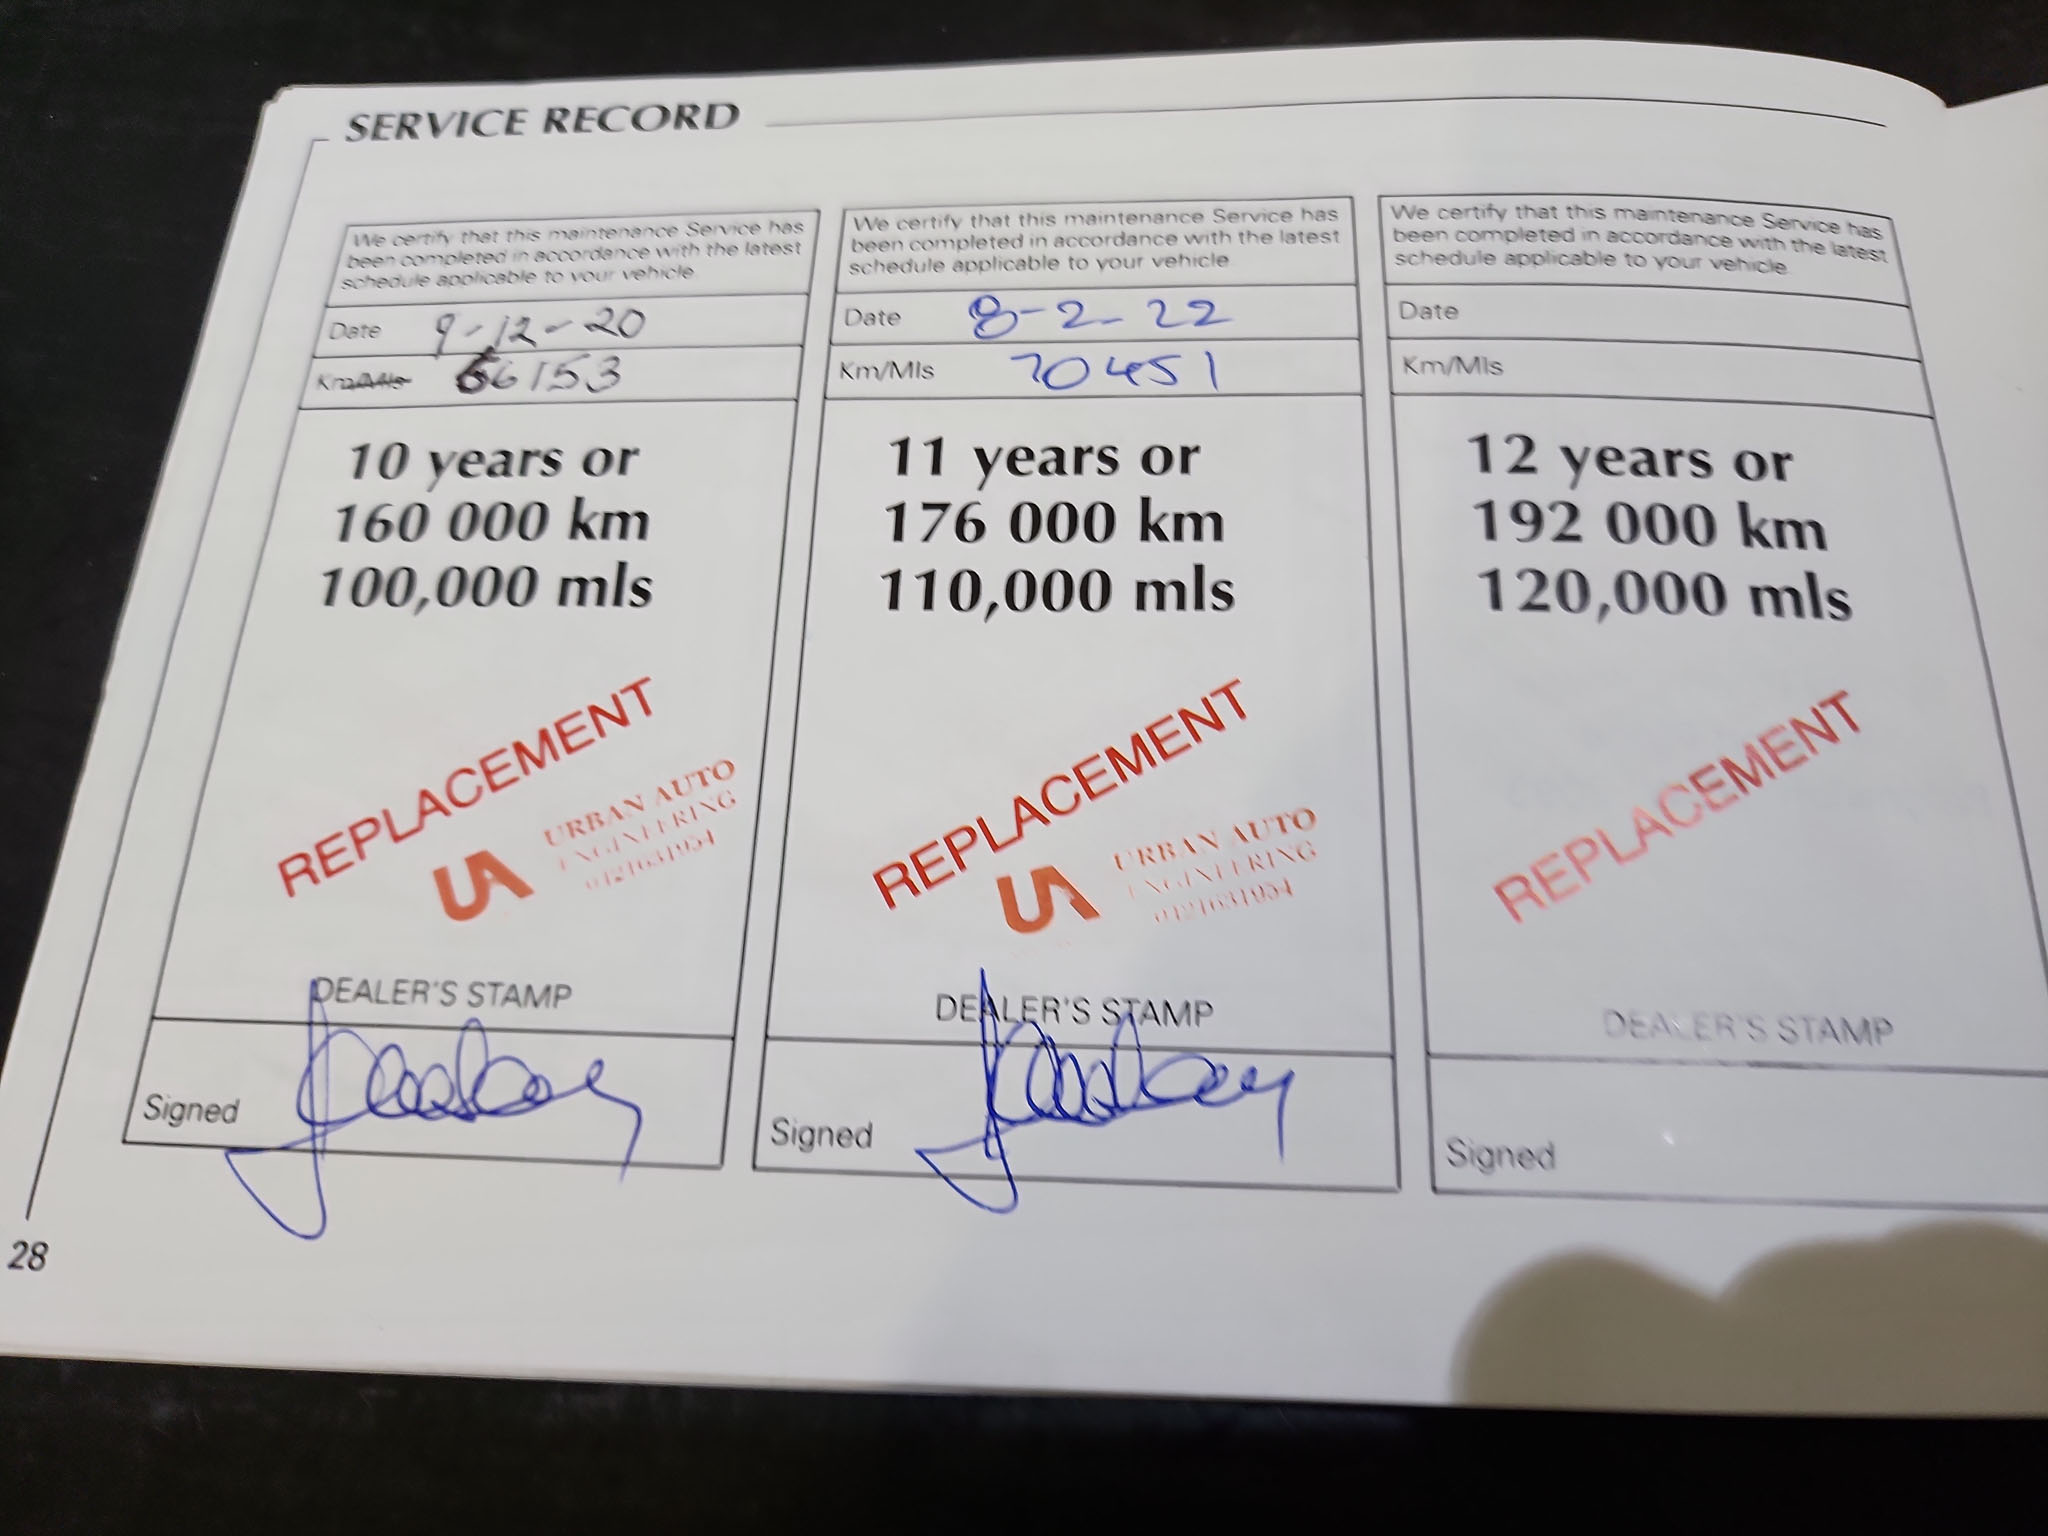 SERVICE RECORD
We certify that this maintenance Service has
been completed in accordance with the latest
schedule applicable to your vehicle
Date 9-12-20
Km/Mls 66153
10 years or
160 000 km
100,000 mls
REPLACEMENT
UA URBAN AUTO
ENGINEERING
0421631954
DEALER'S STAMP
Signed
We certify that this maintenance Service has
been completed in accordance with the latest
schedule applicable to your vehicle
Date 8-2-22
Km/Mls 70451
11 years or
176 000 km
110,000 mls
REPLACEMENT
UA URBAN AUTO
ENGINEERING
0421631954
DEALER'S STAMP
Signed
We certify that this maintenance Service has
been completed in accordance with the latest
schedule applicable to your vehicle
Date
Km/Mls
12 years or
192 000 km
120,000 mls
REPLACEMENT
DEALER'S STAMP
Signed
28